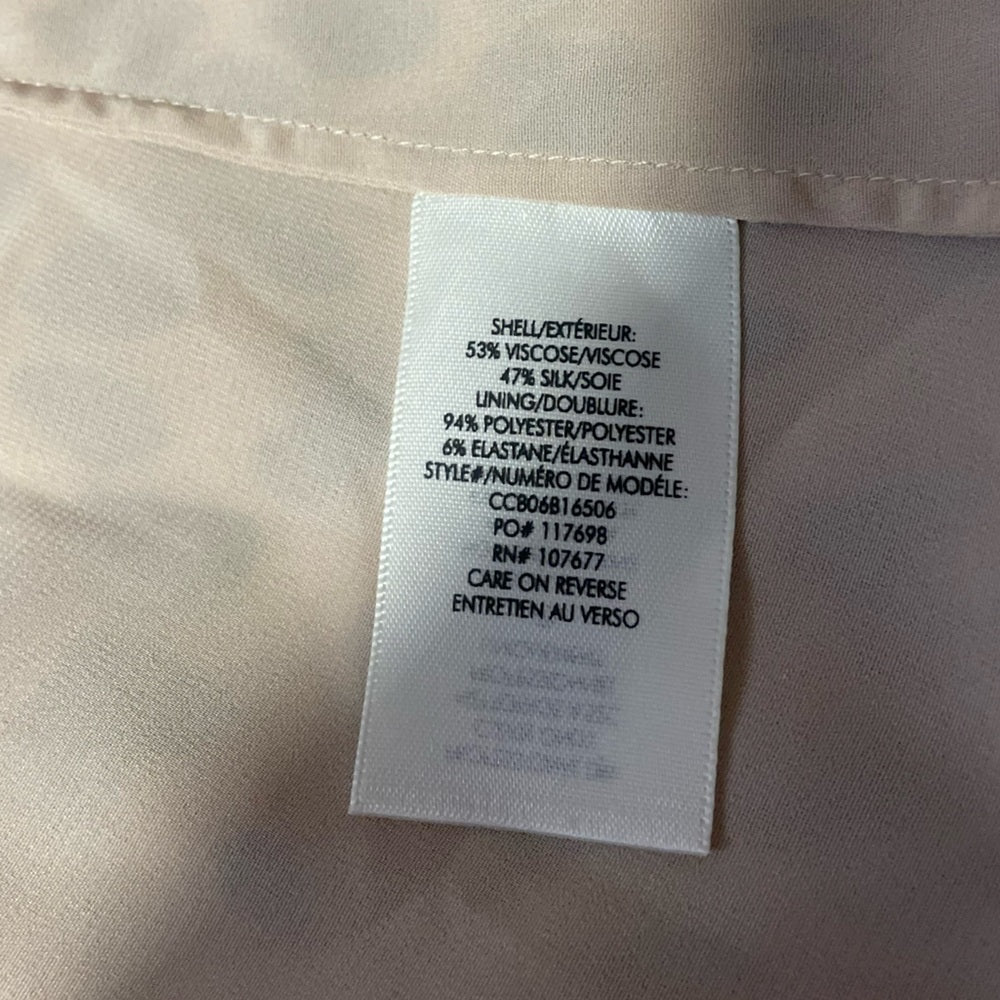 SHELL/EXTÉRIEUR:
53% VISCOSE/VISCOSE
47% SILK/SOIE
LINING/DOUBLURE:
94% POLYESTER/POLYESTER
6% ELASTANE/ÉLASTHANNE
STYLE#/NUMÉRO DE MODÉLE:
CCB06B16506
PO# 117698
RN# 107677
CARE ON REVERSE
ENTRETIEN AU VERSO